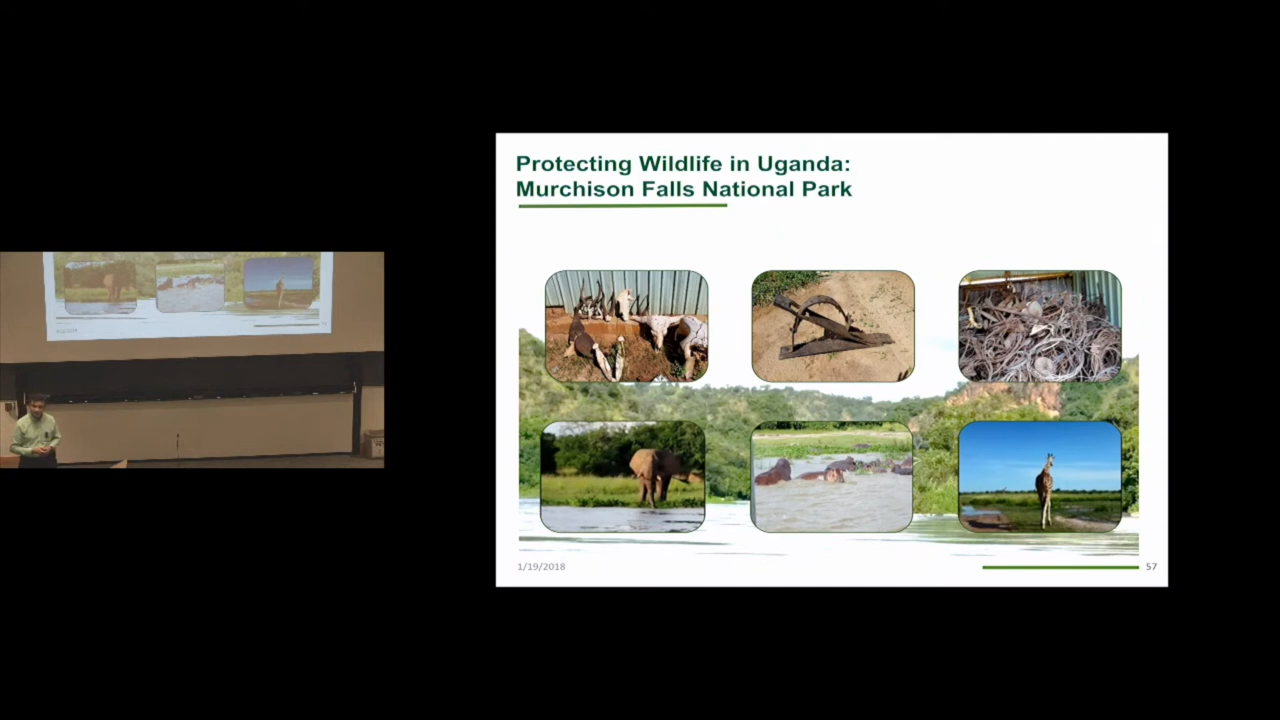 Protecting Wildlife in Uganda:
Murchison Falls National Park
1/19/2018
57